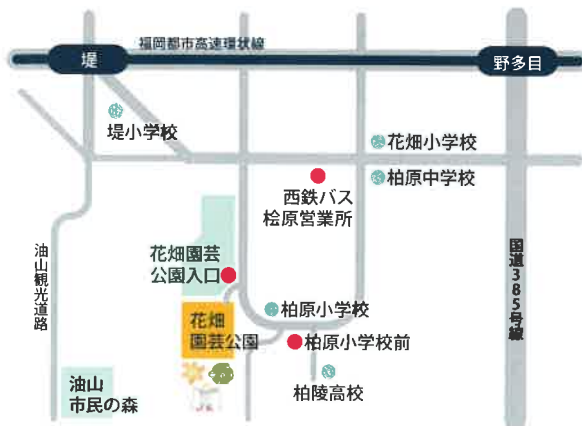 福岡都市高速環状線
堤
野多目
堤小学校
花畑小学校
柏原中学校
西鉄バス
桧原営業所
花畑園芸
公園入口
油山観光道路
国道385号線
柏原小学校
花畑
園芸公園
柏原小学校前
柏陵高校
油山
市民の森